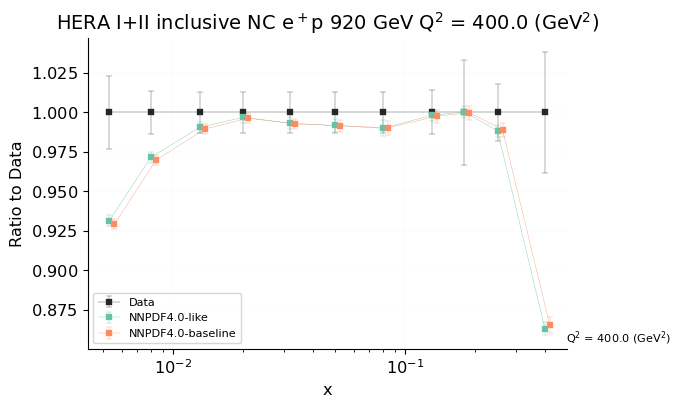 HERA I+II inclusive NC e⁺p 920 GeV Q² = 400.0 (GeV²)
Ratio to Data
1.025
1.000
0.975
0.950
0.925
0.900
0.875
Data
NNPDF4.0-like
NNPDF4.0-baseline
Q² = 400.0 (GeV²)
10⁻² 10⁻¹
x